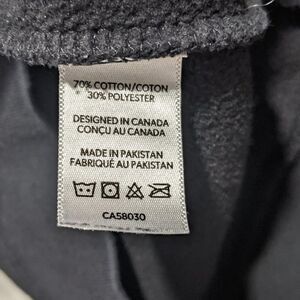 70% COTTON/COTON
30% POLYESTER
DESIGNED IN CANADA
CONÇU AU CANADA
MADE IN PAKISTAN
FABRIQUÉ AU PAKISTAN
CA58030